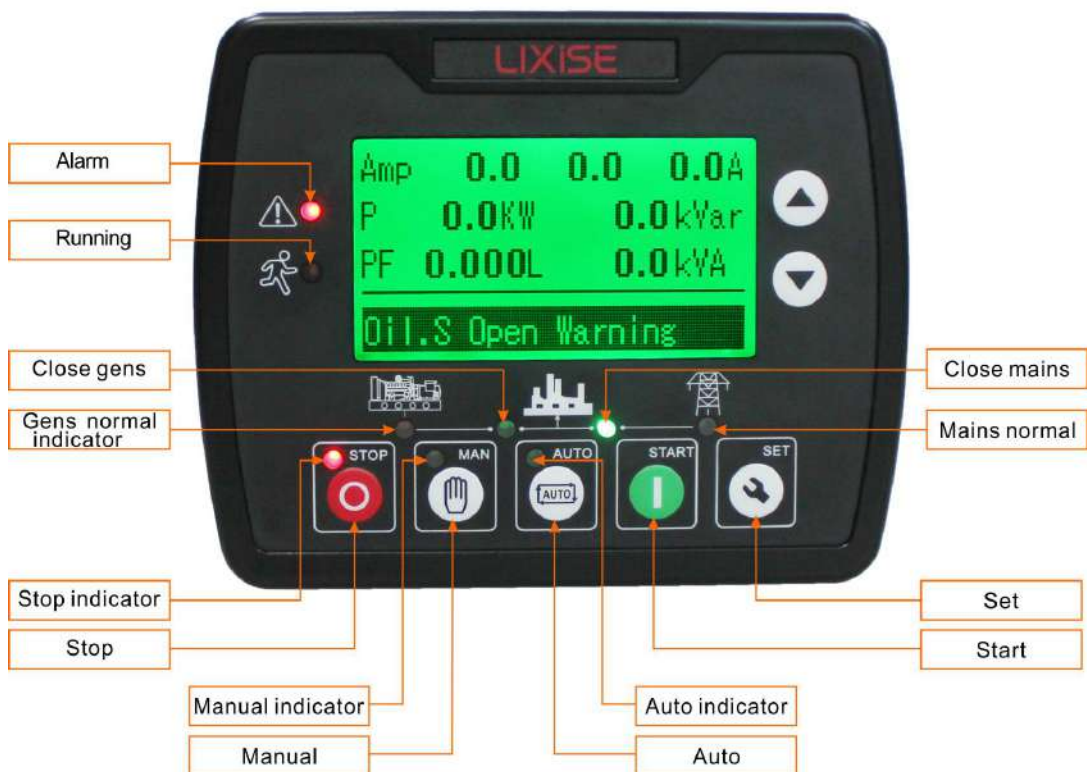 LIXiSE
Alarm
Amp 0.0 0.0 0.0A
P 0.0KW 0.0kVar
Running
PF 0.000L 0.0kVA
Oil.S Open Warning
Close gens
Close mains
Gens normal
indicator
Mains normal
STOP
MAN
AUTO
START
SET
AUTO
Stop indicator
Set
Stop
Start
Manual indicator
Auto indicator
Manual
Auto